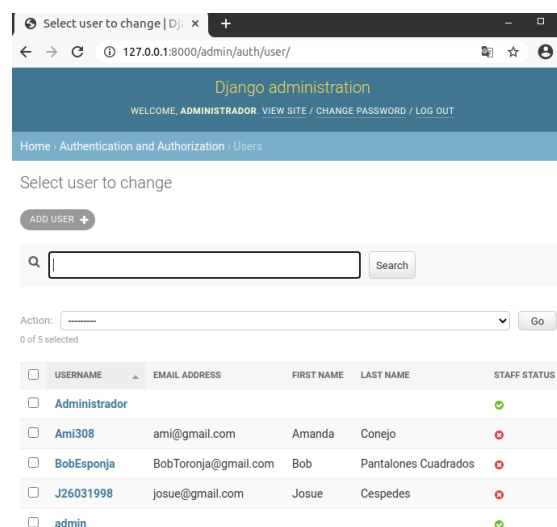 Select user to change | Dj
127.0.0.1:8000/admin/auth/user/
Django administration
WELCOME, ADMINISTRADOR. VIEW SITE / CHANGE PASSWORD / LOG OUT
Home › Authentication and Authorization › Users
Select user to change
ADD USER +
Search
Action: ---------
Go
0 of 5 selected
USERNAME EMAIL ADDRESS FIRST NAME LAST NAME STAFF STATUS
Administrador
Ami308 ami@gmail.com Amanda Conejo
BobEsponja BobToronja@gmail.com Bob Pantalones Cuadrados
J26031998 josue@gmail.com Josue Cespedes
admin